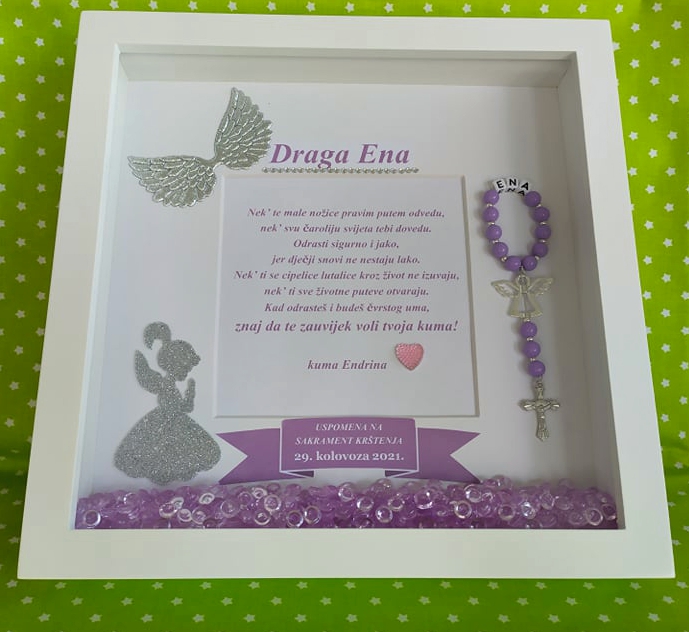 Draga Ena
Nek' te male nožice pravim putem odvedu,
nek' svu čaroliju svijeta tebi dovedu.
Odrasti sigurno i jako,
jer dječji snovi ne nestaju lako.
Nek' ti se cipelice lutalice kroz život ne izuvaju,
nek' ti sve životne puteve otvaraju.
Kad odrasteš i budeš čvrstog uma,
znaj da te zauvijek voli tvoja kuma!
kuma Endrina
ENA
USPOMENA NA
SAKRAMENT KRŠTENJA
29. kolovoza 2021.